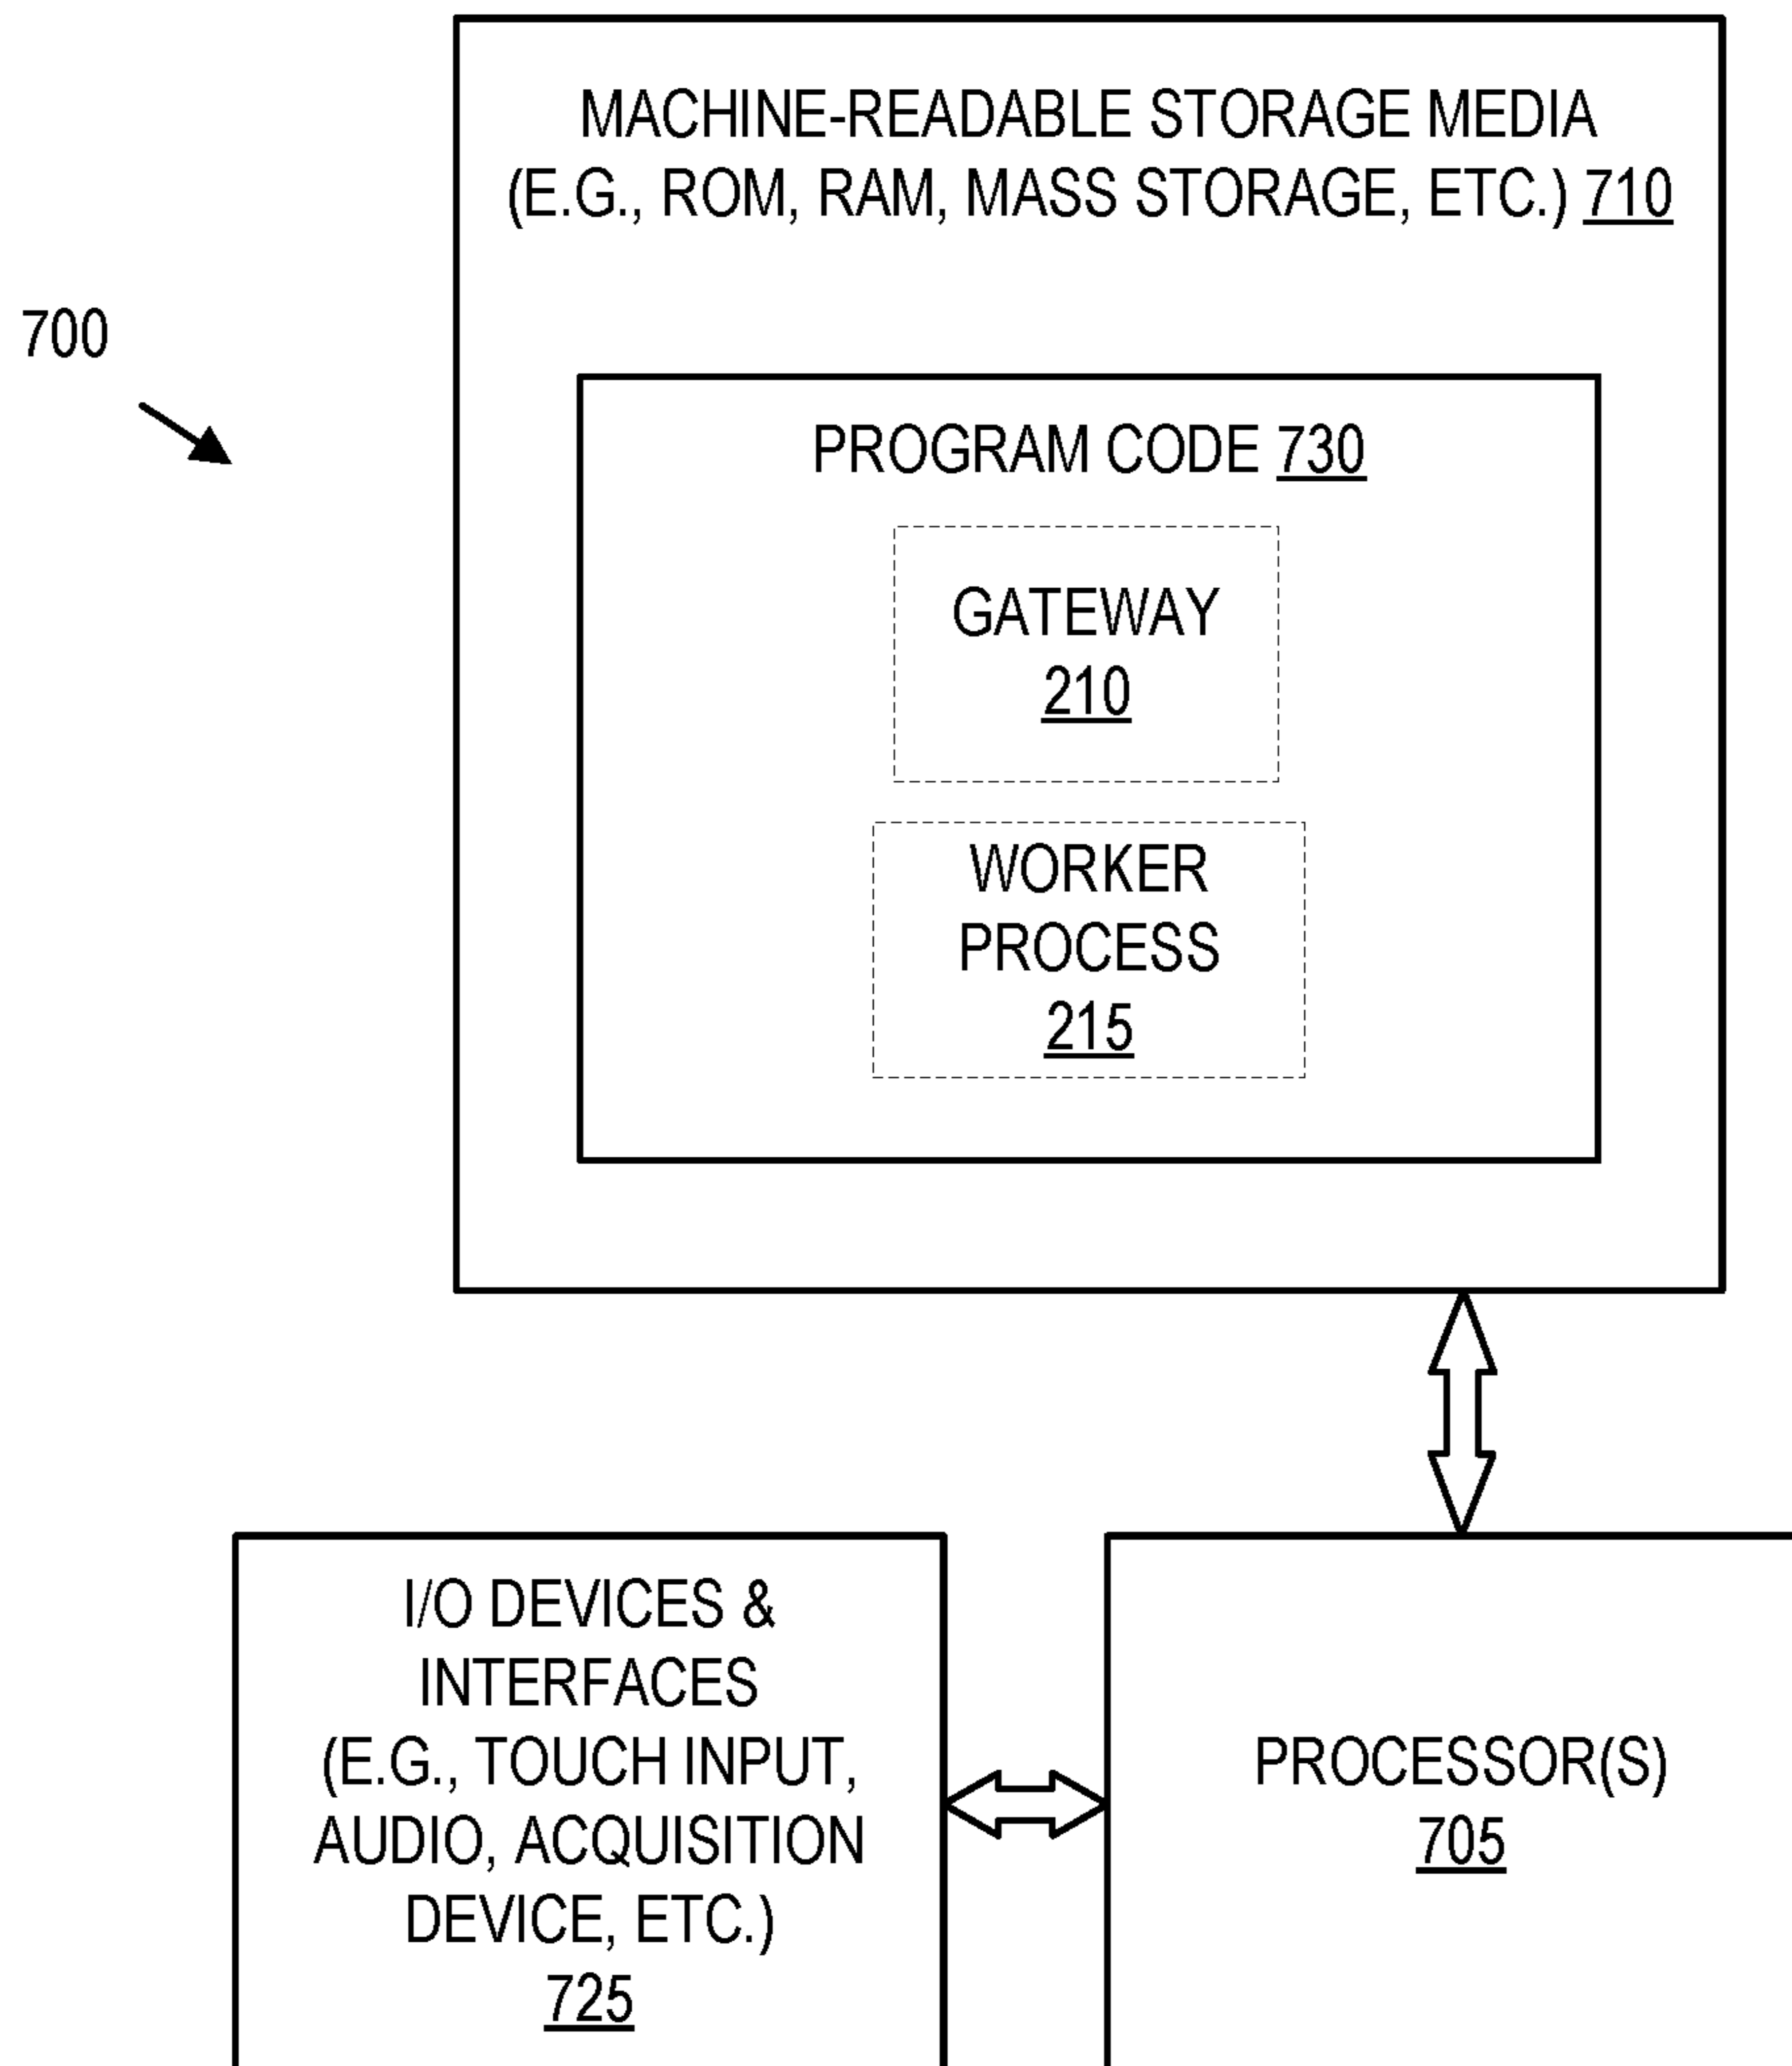 MACHINE-READABLE STORAGE MEDIA
(E.G., ROM, RAM, MASS STORAGE, ETC.) 710
700
PROGRAM CODE 730
GATEWAY
210
WORKER
PROCESS
215
I/O DEVICES &
INTERFACES
(E.G., TOUCH INPUT,
AUDIO, ACQUISITION
DEVICE, ETC.)
725
PROCESSOR(S)
705